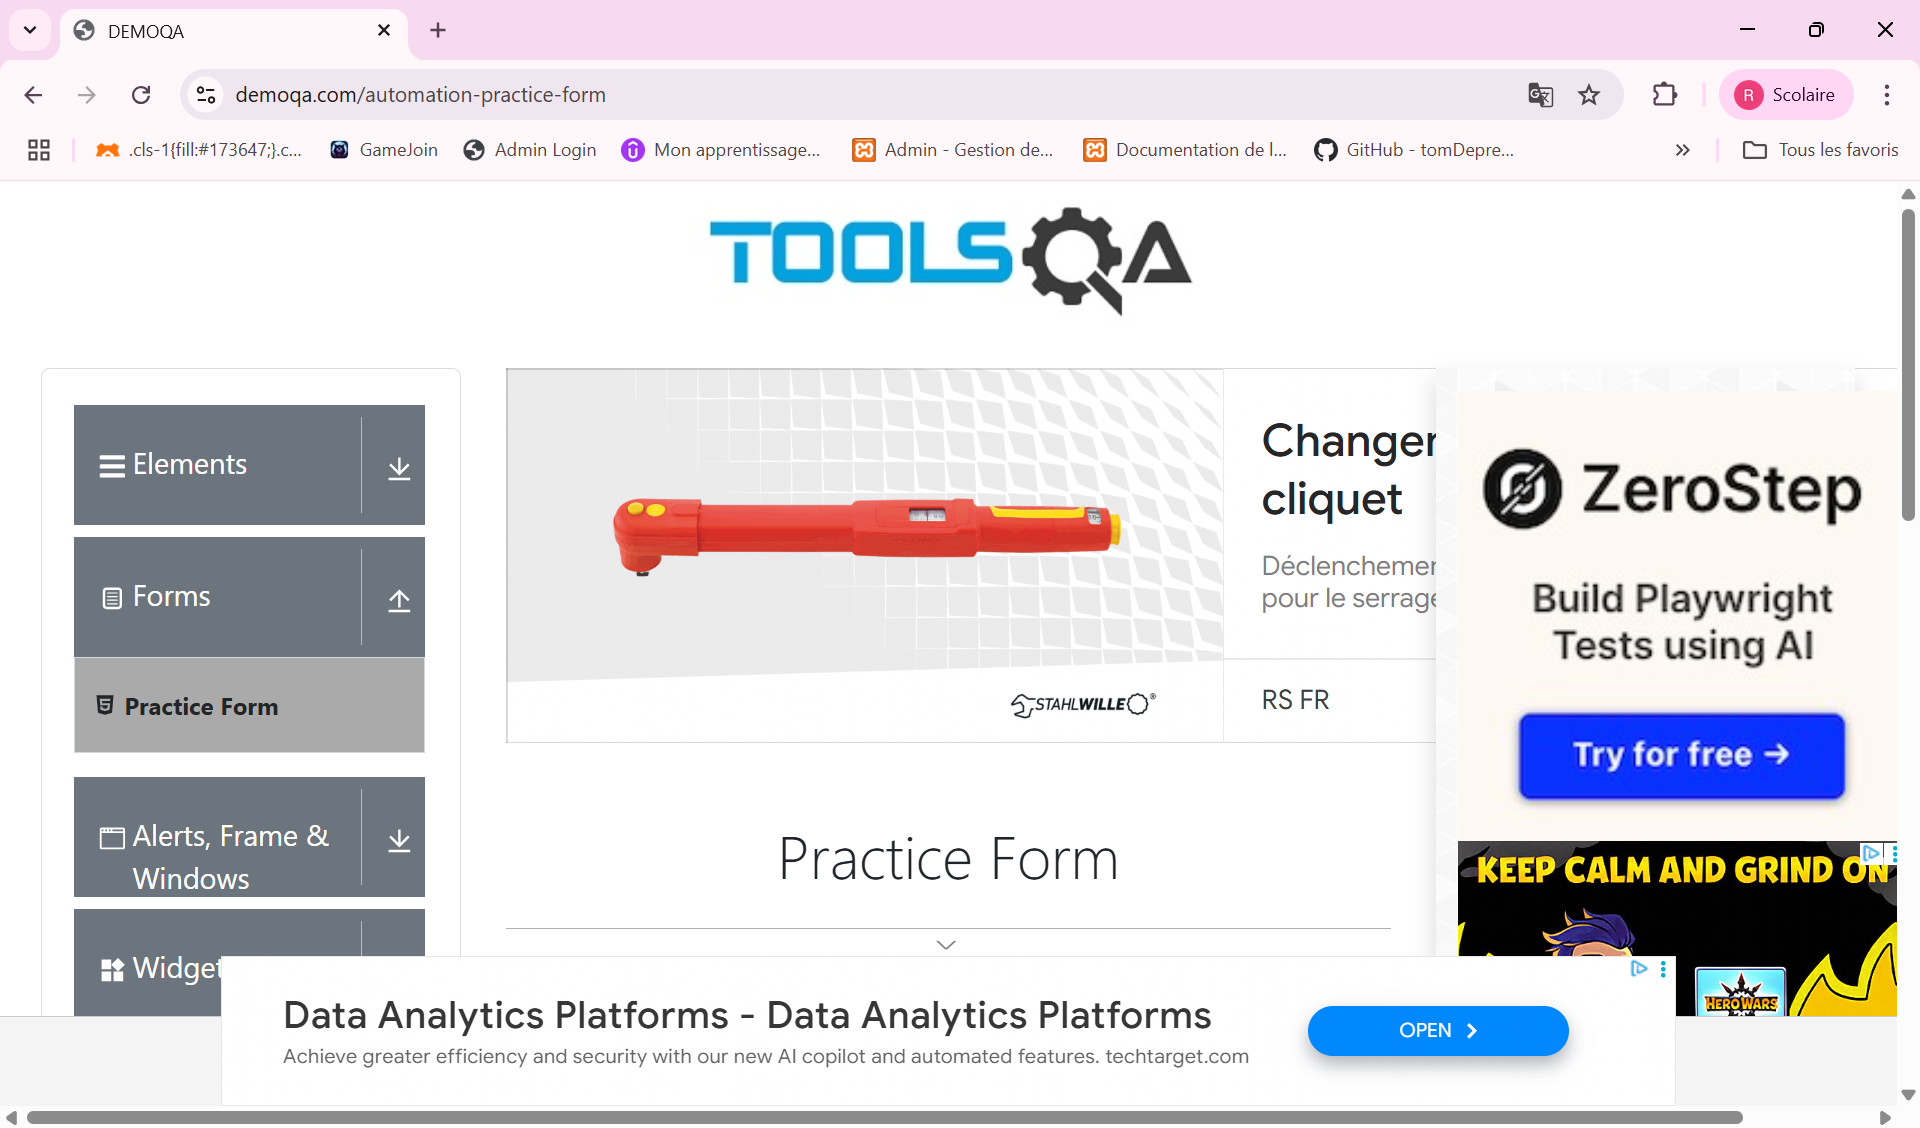 DEMOQA
demoqa.com/automation-practice-form
Scolaire
.cls-1{fill:#173647;}.c...
GameJoin
Admin Login
Mon apprentissage...
Admin - Gestion de...
Documentation de l...
GitHub - tomDepre...
Tous les favoris
TOOLSQA
Elements
Forms
Practice Form
Alerts, Frame &
Windows
Changer
cliquet
RS FR
STAHLWILLE
ZeroStep
Build Playwright
Tests using AI
Try for free →
KEEP CALM AND GRIND ON
HERO WARS
Practice Form
Data Analytics Platforms - Data Analytics Platforms
Achieve greater efficiency and security with our new AI copilot and automated features. techtarget.com
OPEN
pour le serrage